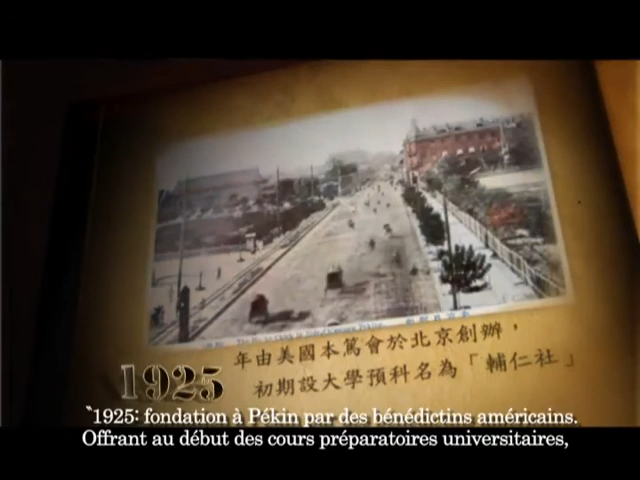 年由美國本篤會於北京創辦，
1925
初期設大學預科名為「輔仁社」
`1925: fondation à Pékin par des bénédictins américains.
Offrant au début des cours préparatoires universitaires,